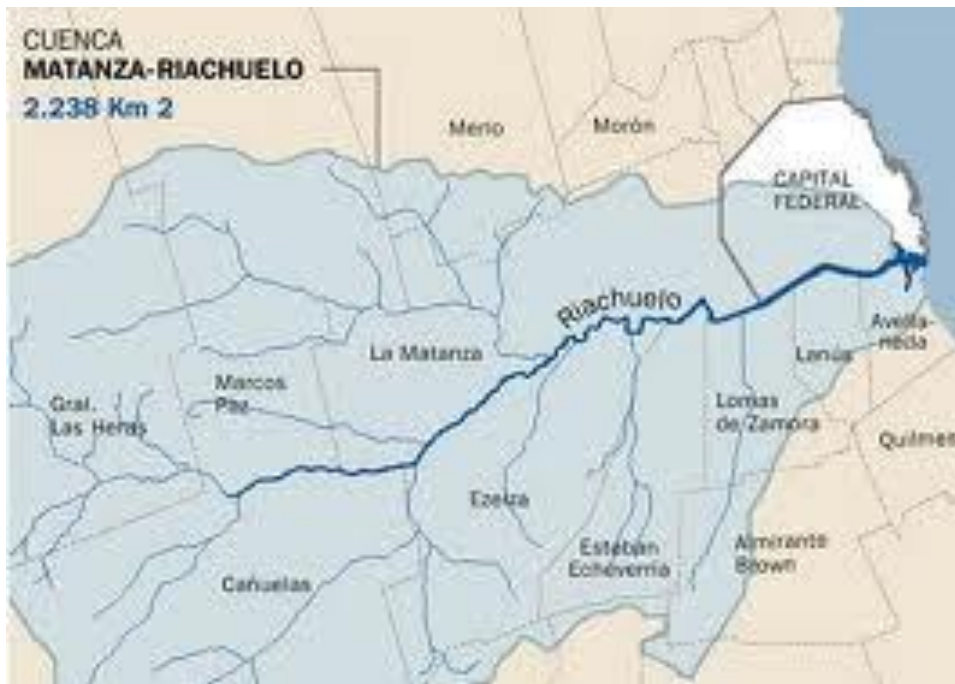 CUENCA
MATANZA-RIACHUELO
2.238 Km 2
Merlo
Morón
CAPITAL
FEDERAL
Riachuelo
Avella-
neda
Lanús
La Matanza
Marcos
Paz
Gral.
Las Heras
Lomas
de Zamora
Quilmes
Ezeiza
Esteban
Echeverría
Almirante
Brown
Cañuelas